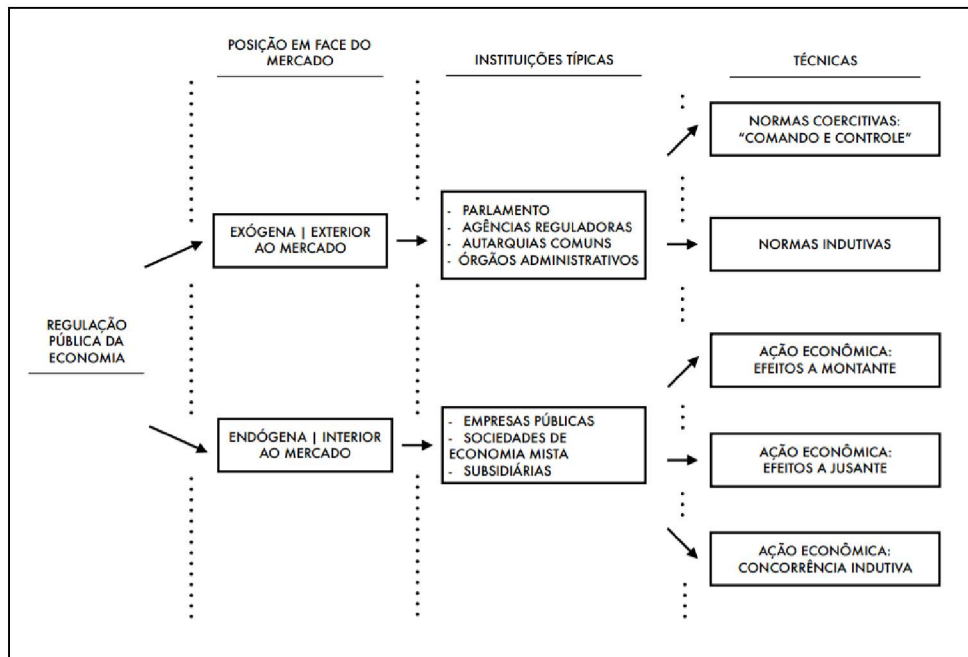 POSIÇÃO EM FACE DO
MERCADO
INSTITUIÇÕES TÍPICAS
TÉCNICAS
NORMAS COERCITIVAS:
“COMANDO E CONTROLE”
EXÓGENA | EXTERIOR
AO MERCADO
- PARLAMENTO
- AGÊNCIAS REGULADORAS
- AUTARQUIAS COMUNS
- ÓRGÃOS ADMINISTRATIVOS
NORMAS INDUTIVAS
REGULAÇÃO
PÚBLICA DA
ECONOMIA
AÇÃO ECONÔMICA:
EFEITOS A MONTANTE
ENDÓGENA | INTERIOR
AO MERCADO
- EMPRESAS PÚBLICAS
- SOCIEDADES DE
ECONOMIA MISTA
- SUBSIDIÁRIAS
AÇÃO ECONÔMICA:
EFEITOS A JUSANTE
AÇÃO ECONÔMICA:
CONCORRÊNCIA INDUTIVA